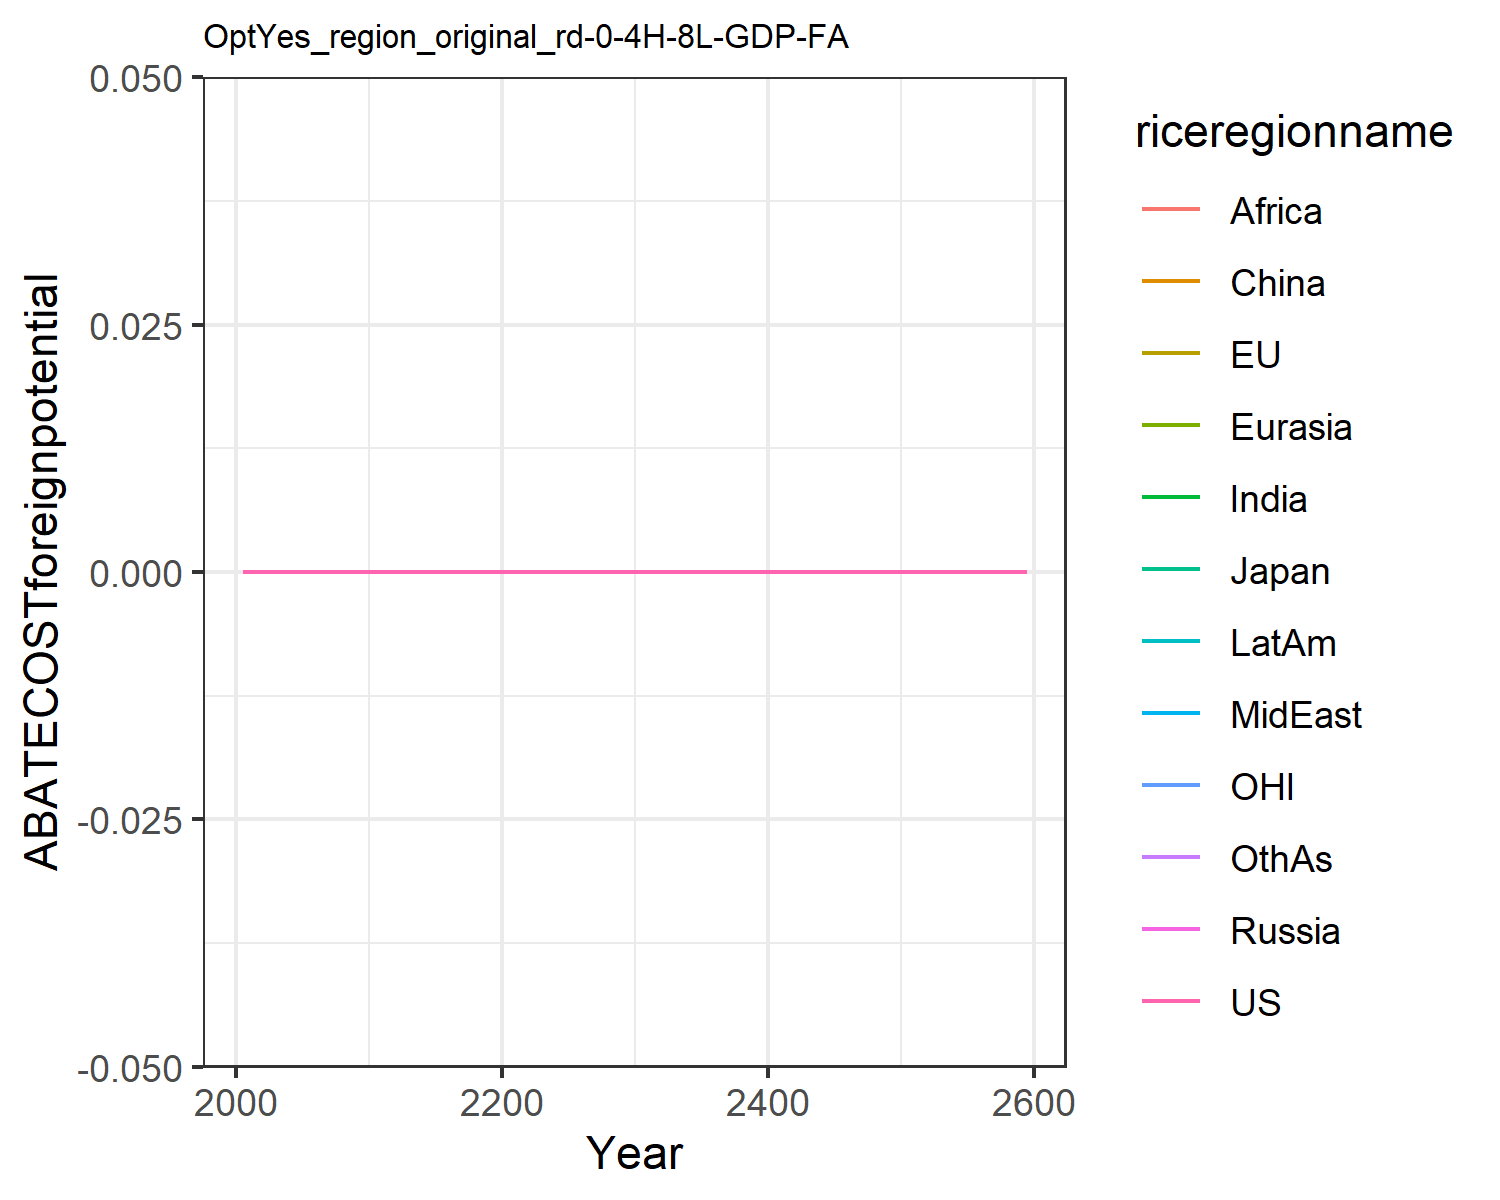 OptYes_region_original_rd-0-4H-8L-GDP-FA
ABATECOSTforeignpotential
0.050
0.025
0.000
-0.025
-0.050
2000
2200
2400
2600
Year
riceregionname
Africa
China
EU
Eurasia
India
Japan
LatAm
MidEast
OHI
OthAs
Russia
US